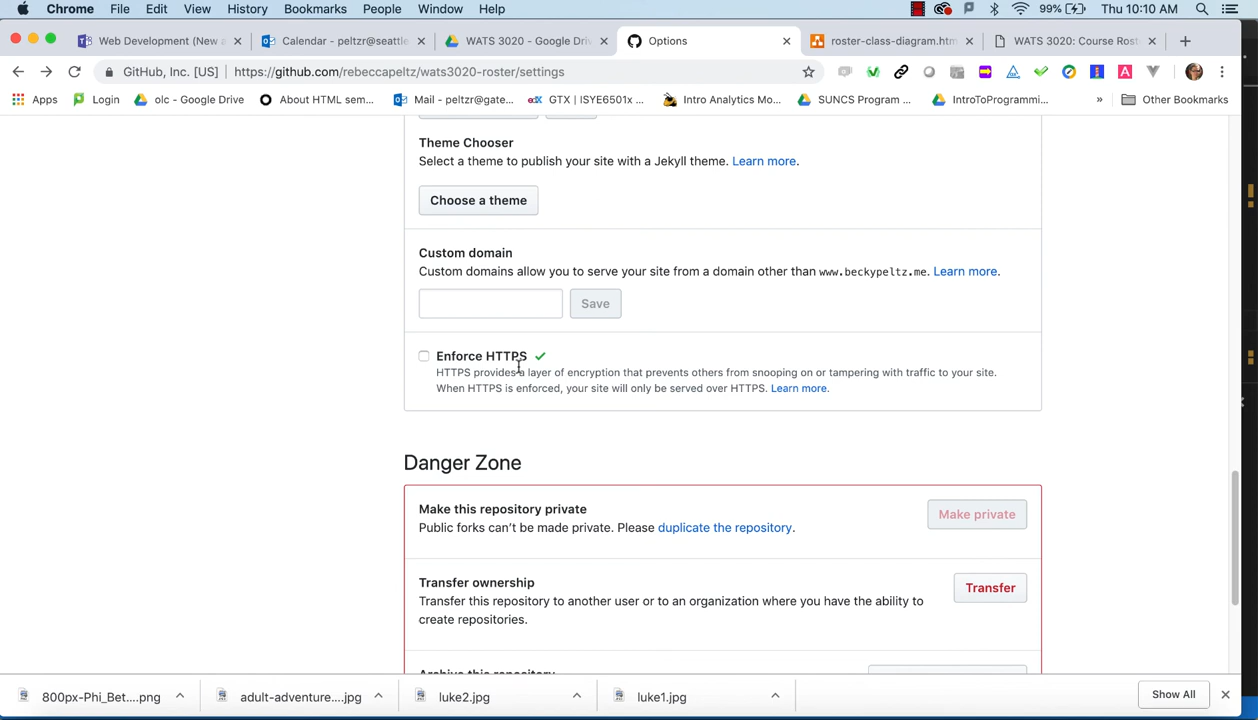 Chrome File Edit View History Bookmarks People Window Help 99% Thu 10:10 AM
Web Development (New a Calendar - peltzr@seattle WATS 3020 - Google Driv Options roster-class-diagram.htm WATS 3020: Course Rost
GitHub, Inc. [US] https://github.com/rebeccapeltz/wats3020-roster/settings
Apps Login olc - Google Drive About HTML sem... Mail - peltzr@gate... GTX | ISYE6501x ... Intro Analytics Mo... SUNCS Program ... IntroToProgrammi... » Other Bookmarks
Theme Chooser
Select a theme to publish your site with a Jekyll theme. Learn more.
Choose a theme
Custom domain
Custom domains allow you to serve your site from a domain other than www.beckypeltz.me. Learn more.
Save
Enforce HTTPS
HTTPS provides a layer of encryption that prevents others from snooping on or tampering with traffic to your site.
When HTTPS is enforced, your site will only be served over HTTPS. Learn more.
Danger Zone
Make this repository private
Public forks can't be made private. Please duplicate the repository.
Make private
Transfer ownership
Transfer this repository to another user or to an organization where you have the ability to
create repositories.
Transfer
Archive this repository
800px-Phi_Bet....png adult-adventure....jpg luke2.jpg luke1.jpg Show All